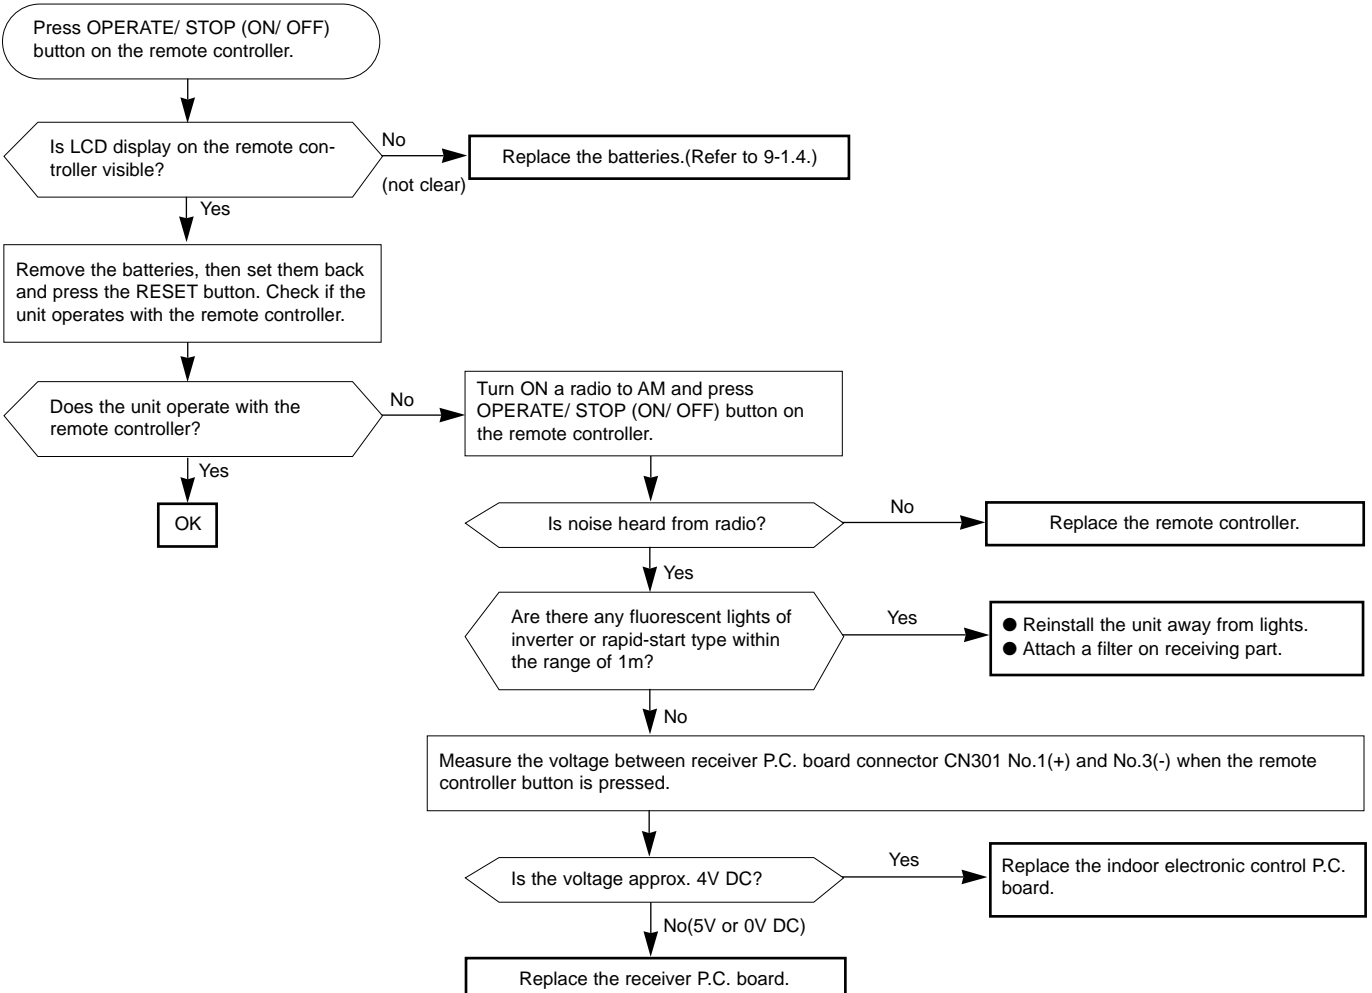 Press OPERATE/ STOP (ON/ OFF)
button on the remote controller.
Is LCD display on the remote con-
troller visible?
No
(not clear)
Replace the batteries.(Refer to 9-1.4.)
Yes
Remove the batteries, then set them back
and press the RESET button. Check if the
unit operates with the remote controller.
Does the unit operate with the
remote controller?
No
Yes
OK
Turn ON a radio to AM and press
OPERATE/ STOP (ON/ OFF) button on
the remote controller.
Is noise heard from radio?
No
Replace the remote controller.
Yes
Are there any fluorescent lights of
inverter or rapid-start type within
the range of 1m?
Yes
● Reinstall the unit away from lights.
● Attach a filter on receiving part.
No
Measure the voltage between receiver P.C. board connector CN301 No.1(+) and No.3(-) when the remote
controller button is pressed.
Is the voltage approx. 4V DC?
Yes
Replace the indoor electronic control P.C.
board.
No(5V or 0V DC)
Replace the receiver P.C. board.